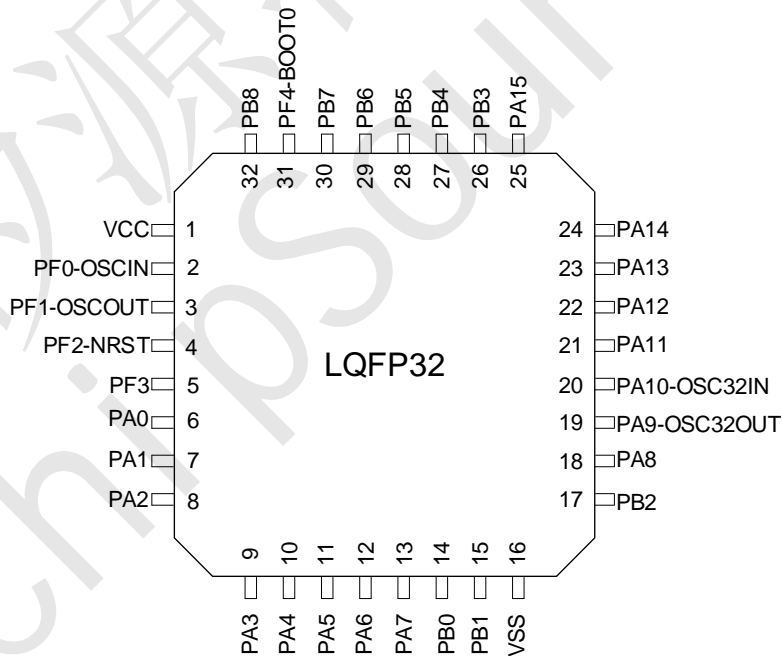 PB8
PF4-BOOT0
PB7
PB6
PB5
PB4
PB3
PA15
32
31
30
29
28
27
26
25
VCC 1
PF0-OSCIN 2
PF1-OSCOUT 3
PF2-NRST 4
PF3 5
PA0 6
PA1 7
PA2 8
LQFP32
24 PA14
23 PA13
22 PA12
21 PA11
20 PA10-OSC32IN
19 PA9-OSC32OUT
18 PA8
17 PB2
9
10
11
12
13
14
15
16
PA3
PA4
PA5
PA6
PA7
PB0
PB1
VSS
源
ChipSour